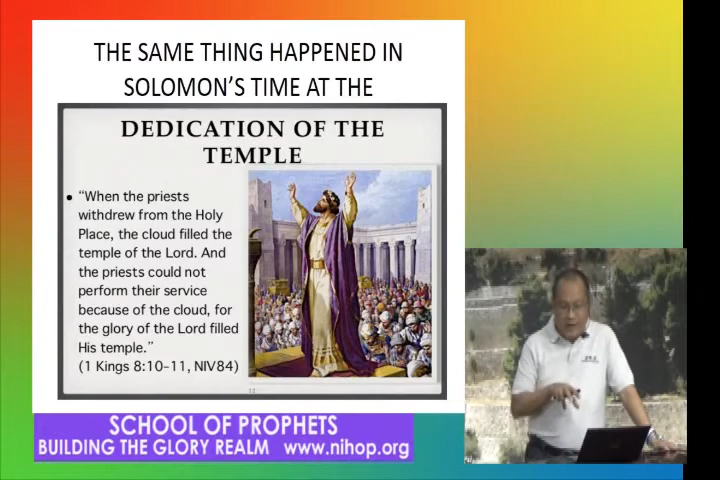 THE SAME THING HAPPENED IN
SOLOMON'S TIME AT THE
DEDICATION OF THE
TEMPLE
• "When the priests
withdrew from the Holy
Place, the cloud filled the
temple of the Lord. And
the priests could not
perform their service
because of the cloud, for
the glory of the Lord filled
His temple."
(1 Kings 8:10-11, NIV84)
SCHOOL OF PROPHETS
BUILDING THE GLORY REALM www.nihop.org